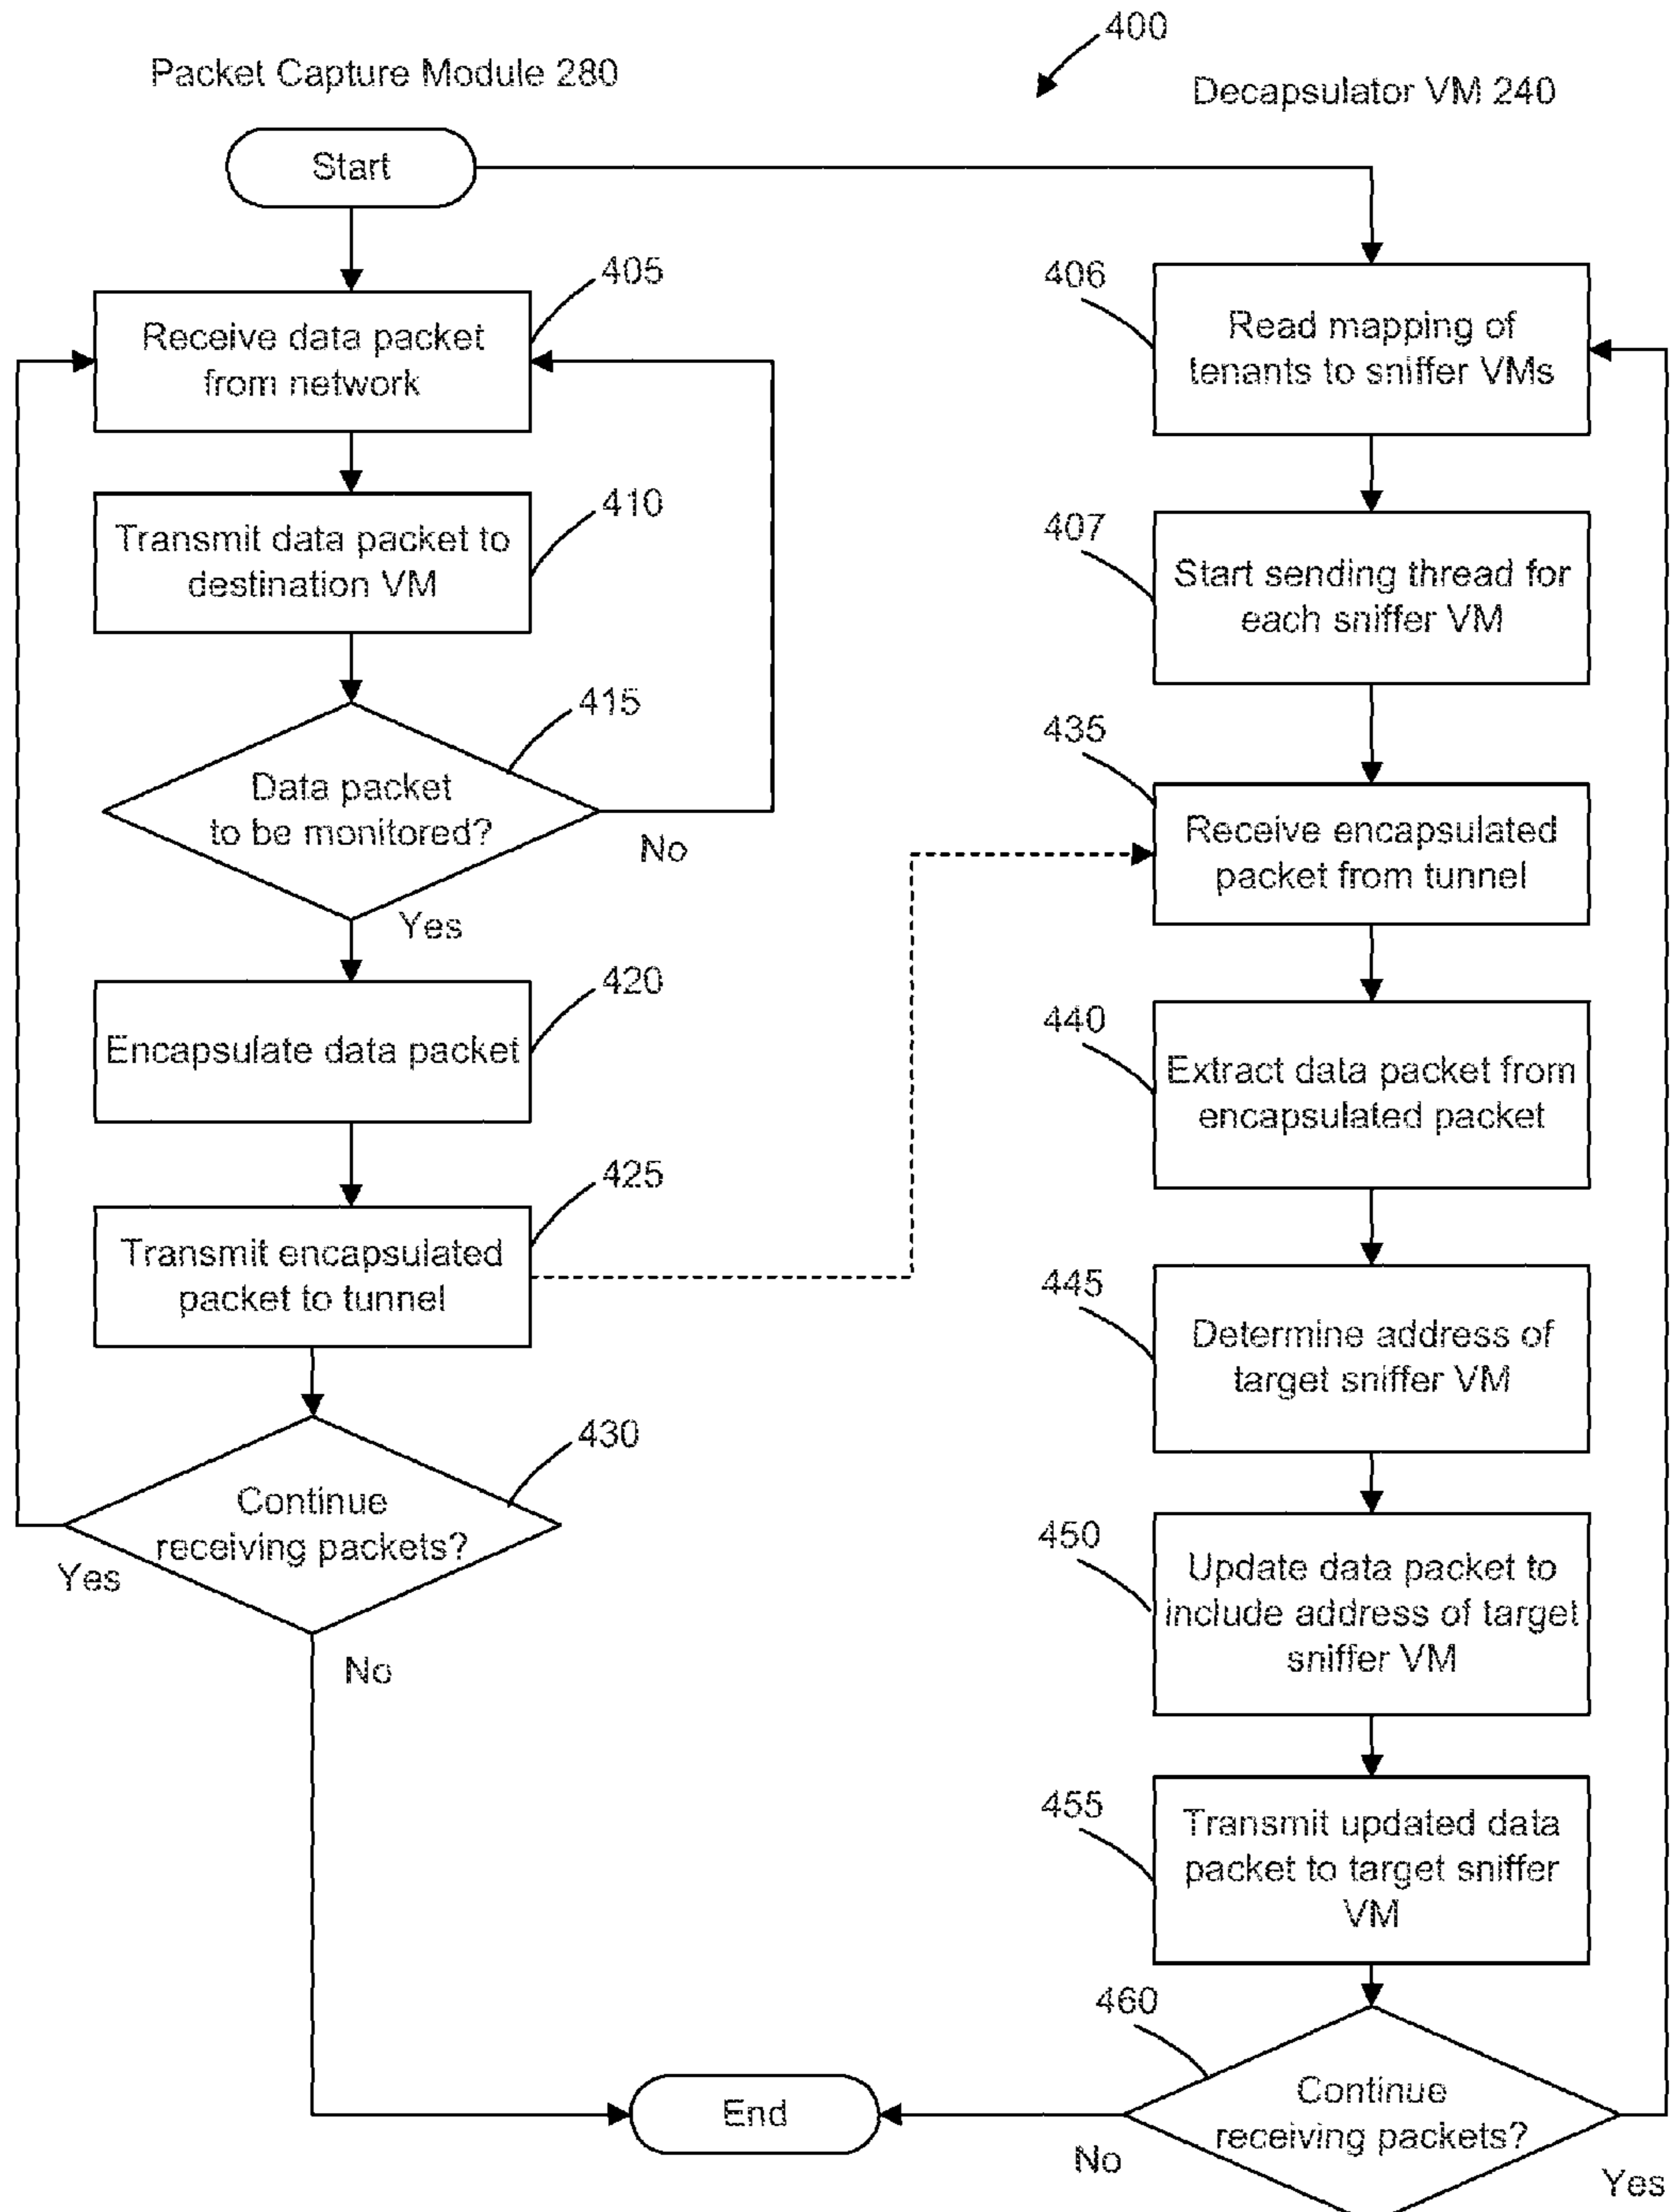 400
Packet Capture Module 280
Decapsulator VM 240
Start
405
Receive data packet
from network
410
Transmit data packet to
destination VM
415
Data packet
to be monitored?
No
Yes
420
Encapsulate data packet
425
Transmit encapsulated
packet to tunnel
430
Continue
receiving packets?
Yes
No
406
Read mapping of
tenants to sniffer VMs
407
Start sending thread for
each sniffer VM
435
Receive encapsulated
packet from tunnel
440
Extract data packet from
encapsulated packet
445
Determine address of
target sniffer VM
450
Update data packet to
include address of target
sniffer VM
455
Transmit updated data
packet to target sniffer
VM
460
Continue
receiving packets?
No
Yes
End